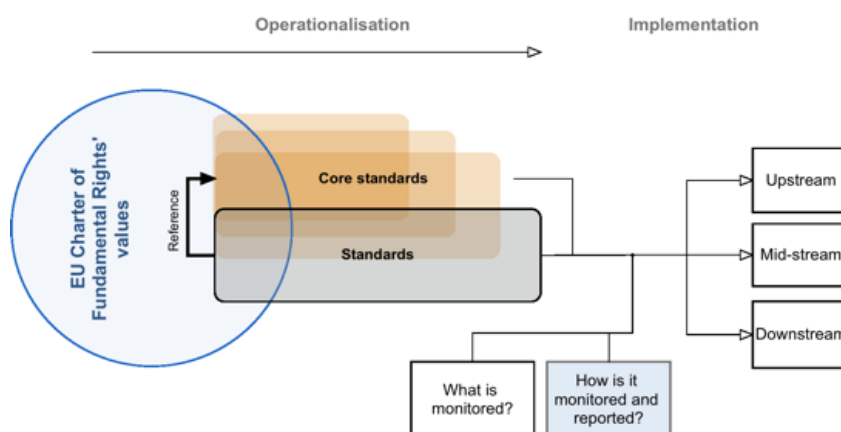 Operationalisation
Implementation
EU Charter of
Fundamental Rights'
values
Reference
Core standards
Standards
Upstream
Mid-stream
Downstream
What is
monitored?
How is it
monitored and
reported?